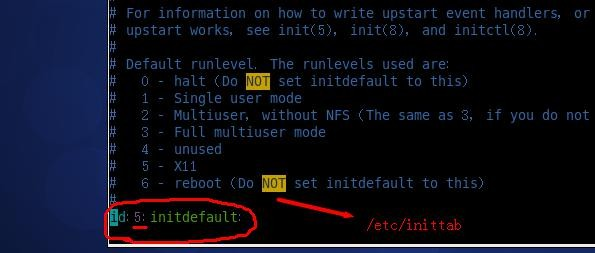 # For information on how to write upstart event handlers, or
# upstart works, see init(5), init(8), and initctl(8).
#
# Default runlevel. The runlevels used are:
#   0 - halt (Do NOT set initdefault to this)
#   1 - Single user mode
#   2 - Multiuser, without NFS (The same as 3, if you do not
#   3 - Full multiuser mode
#   4 - unused
#   5 - X11
#   6 - reboot (Do NOT set initdefault to this)
#
id:5:initdefault:
/etc/inittab